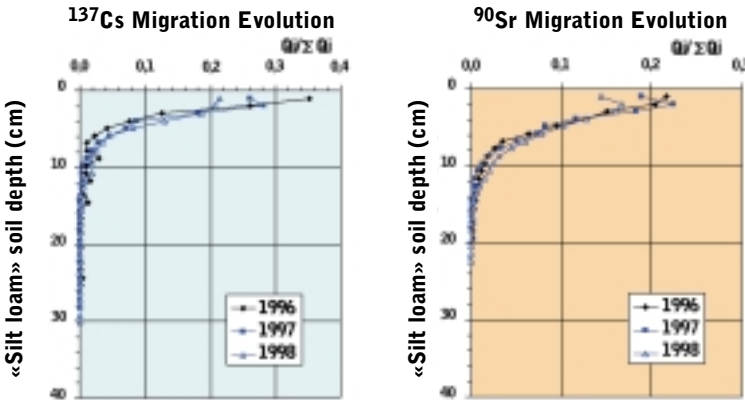 137Cs Migration Evolution
Qi/Σ Qi
0,0 0,1 0,2 0,3 0,4
0
10
20
30
40
«Silt loam» soil depth (cm)
1996
1997
1998
90Sr Migration Evolution
Qi/Σ Qi
0,0 0,1 0,2
0
10
20
30
40
«Silt loam» soil depth (cm)
1996
1997
1998